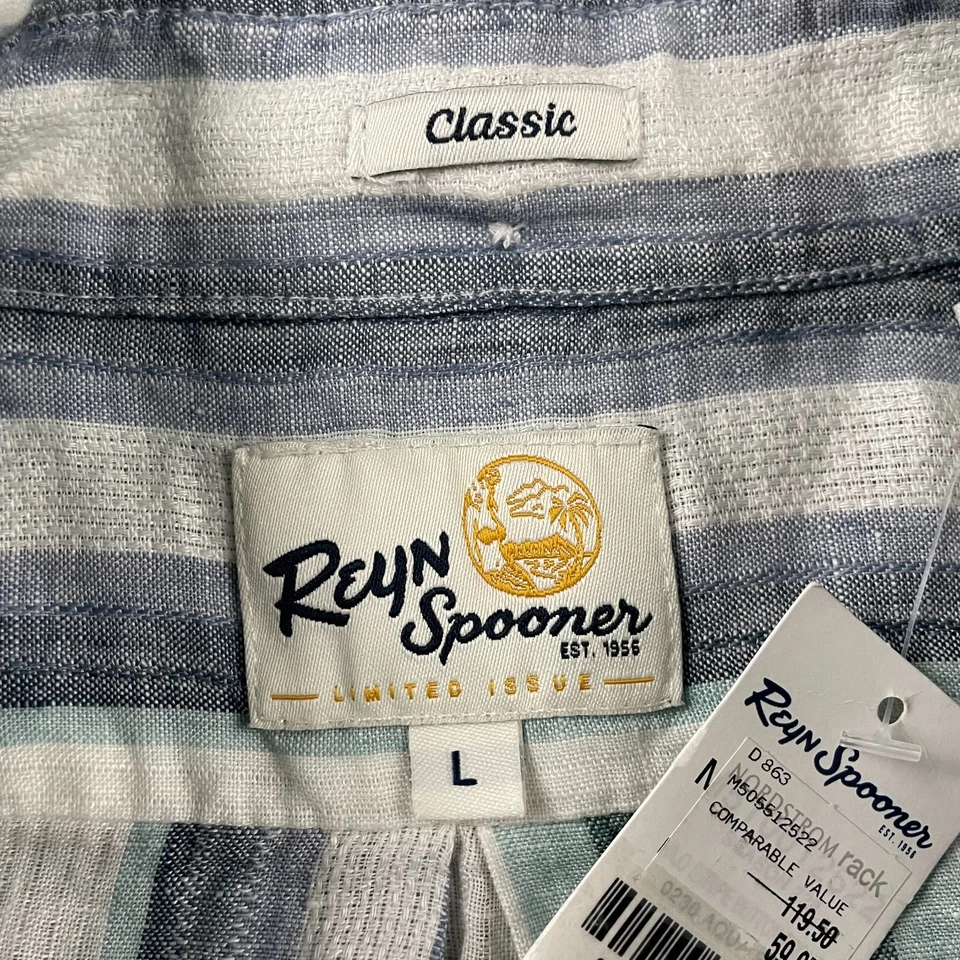 Classic
Reyn
Spooner
EST. 1956
LIMITED ISSUE
L
Reyn Spooner
EST. 1956
D 863
NORDSTROM rack
M505512522
COMPARABLE VALUE
119.50